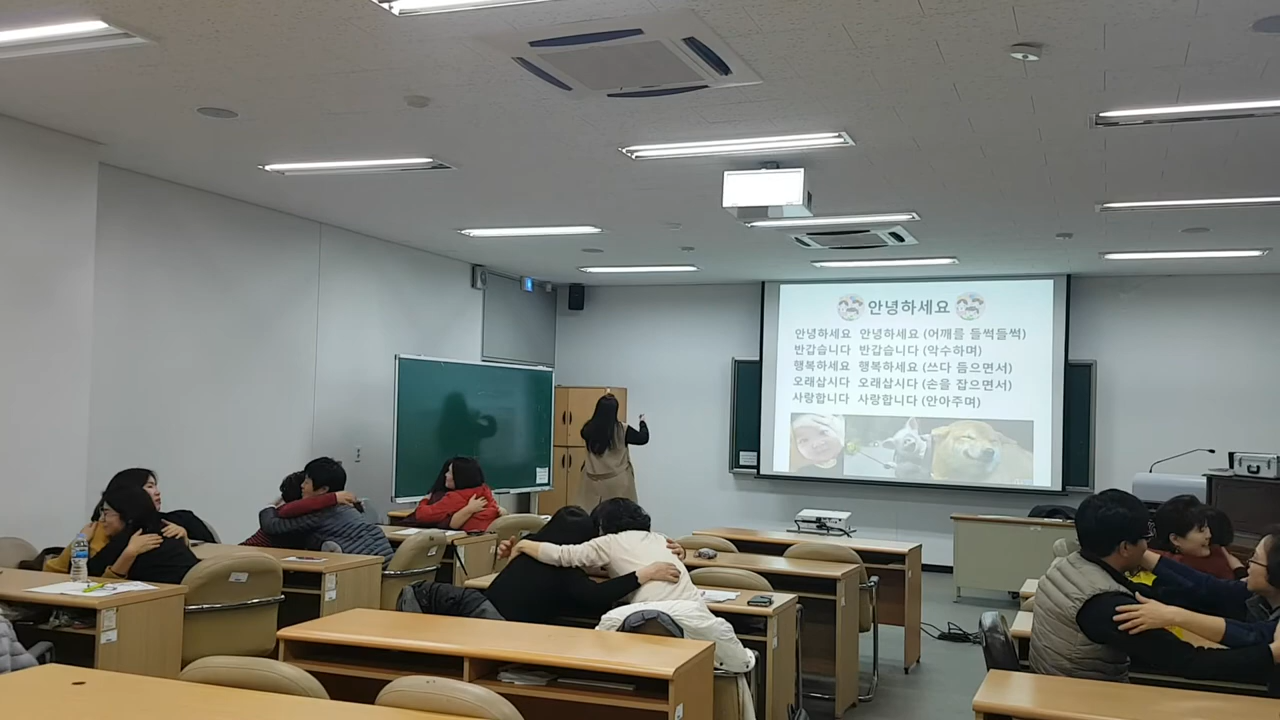 안녕하세요
안녕하세요 안녕하세요 (어깨를 들썩들썩)
반갑습니다 반갑습니다 (악수하며)
행복하세요 행복하세요 (쓰다 듬으면서)
오래삽시다 오래삽시다 (손을 잡으면서)
사랑합니다 사랑합니다 (안아주며)